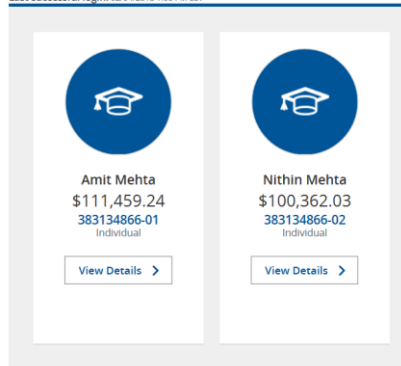 Amit Mehta
$111,459.24
383134866-01
Individual
View Details
Nithin Mehta
$100,362.03
383134866-02
Individual
View Details